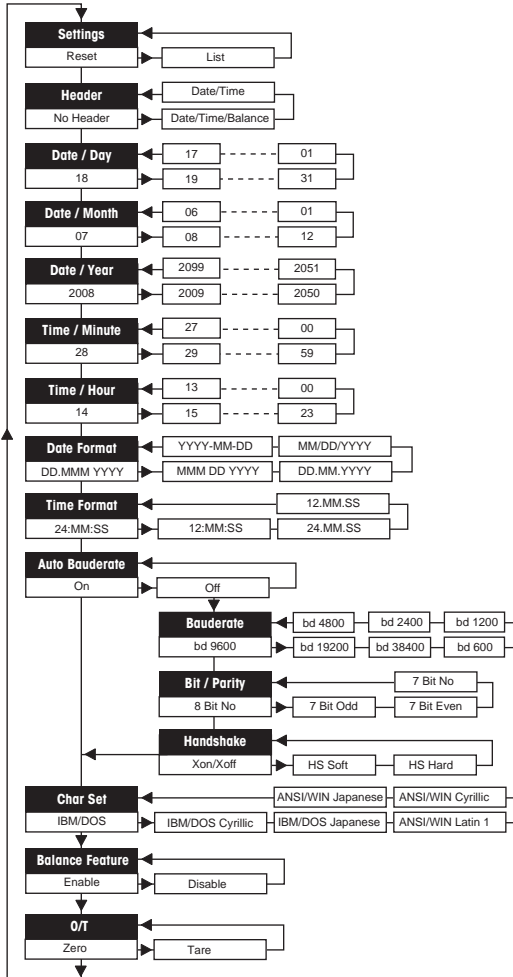 Settings
Reset List
Header Date/Time
No Header Date/Time/Balance
Date / Day 17 01
18 19 31
Date / Month 06 01
07 08 12
Date / Year 2099 2051
2008 2009 2050
Time / Minute 27 00
28 29 59
Time / Hour 13 00
14 15 23
Date Format YYYY-MM-DD MM/DD/YYYY
DD.MMM YYYY MMM DD YYYY DD.MM.YYYY
Time Format 12.MM.SS
24:MM:SS 12:MM:SS 24.MM.SS
Auto Bauderate
On Off
Bauderate bd 4800 bd 2400 bd 1200
bd 9600 bd 19200 bd 38400 bd 600
Bit / Parity 7 Bit No
8 Bit No 7 Bit Odd 7 Bit Even
Handshake
Xon/Xoff HS Soft HS Hard
Char Set ANSI/WIN Japanese ANSI/WIN Cyrillic
IBM/DOS IBM/DOS Cyrillic IBM/DOS Japanese ANSI/WIN Latin 1
Balance Feature
Enable Disable
O/T
Zero Tare